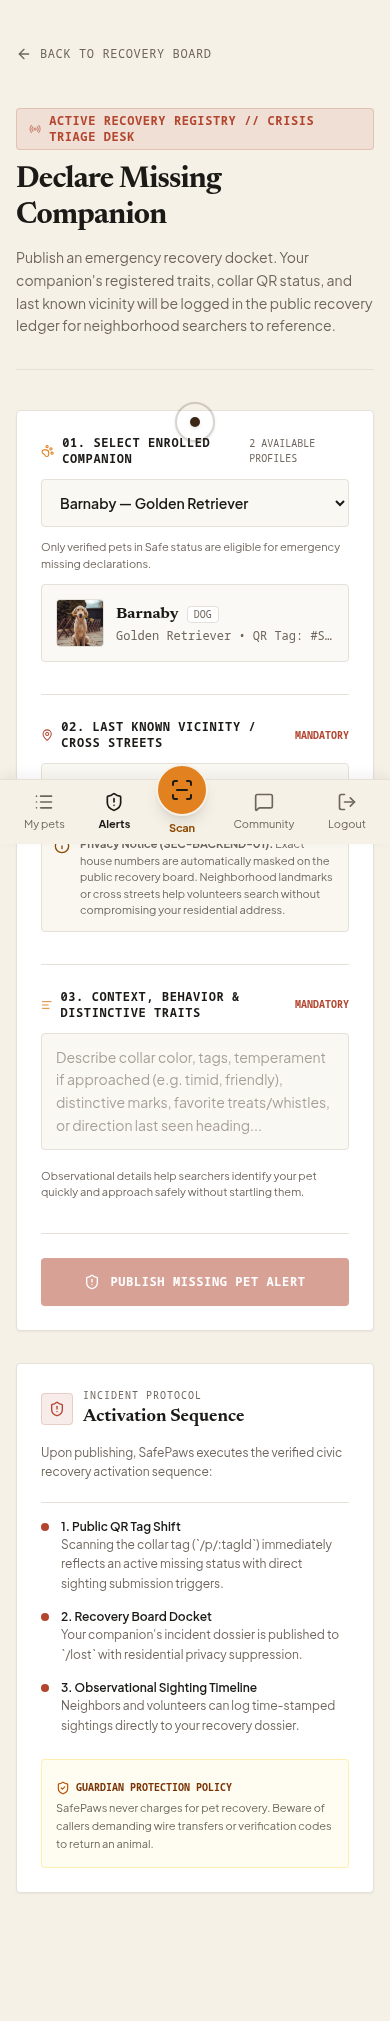 BACK TO RECOVERY BOARD
ACTIVE RECOVERY REGISTRY // CRISIS
TRIAGE DESK
Declare Missing
Companion
Publish an emergency recovery docket. Your
companion's registered traits, collar QR status, and
last known vicinity will be logged in the public recovery
ledger for neighborhood searchers to reference.
01. SELECT ENROLLED
COMPANION
2 AVAILABLE
PROFILES
Barnaby — Golden Retriever
Only verified pets in Safe status are eligible for emergency
missing declarations.
Barnaby DOG
Golden Retriever • QR Tag: #S…
02. LAST KNOWN VICINITY /
CROSS STREETS
MANDATORY
My pets
Alerts
Scan
Community
Logout
Privacy Notice (SEC-BACKEND-01): Exact
house numbers are automatically masked on the
public recovery board. Neighborhood landmarks
or cross streets help volunteers search without
compromising your residential address.
03. CONTEXT, BEHAVIOR &
DISTINCTIVE TRAITS
MANDATORY
Describe collar color, tags, temperament
if approached (e.g. timid, friendly),
distinctive marks, favorite treats/whistles,
or direction last seen heading...
Observational details help searchers identify your pet
quickly and approach safely without startling them.
PUBLISH MISSING PET ALERT
INCIDENT PROTOCOL
Activation Sequence
Upon publishing, SafePaws executes the verified civic
recovery activation sequence:
1. Public QR Tag Shift
Scanning the collar tag (`/p/:tagId`) immediately
reflects an active missing status with direct
sighting submission triggers.
2. Recovery Board Docket
Your companion's incident dossier is published to
`/lost` with residential privacy suppression.
3. Observational Sighting Timeline
Neighbors and volunteers can log time-stamped
sightings directly to your recovery dossier.
GUARDIAN PROTECTION POLICY
SafePaws never charges for pet recovery. Beware of
callers demanding wire transfers or verification codes
to return an animal.